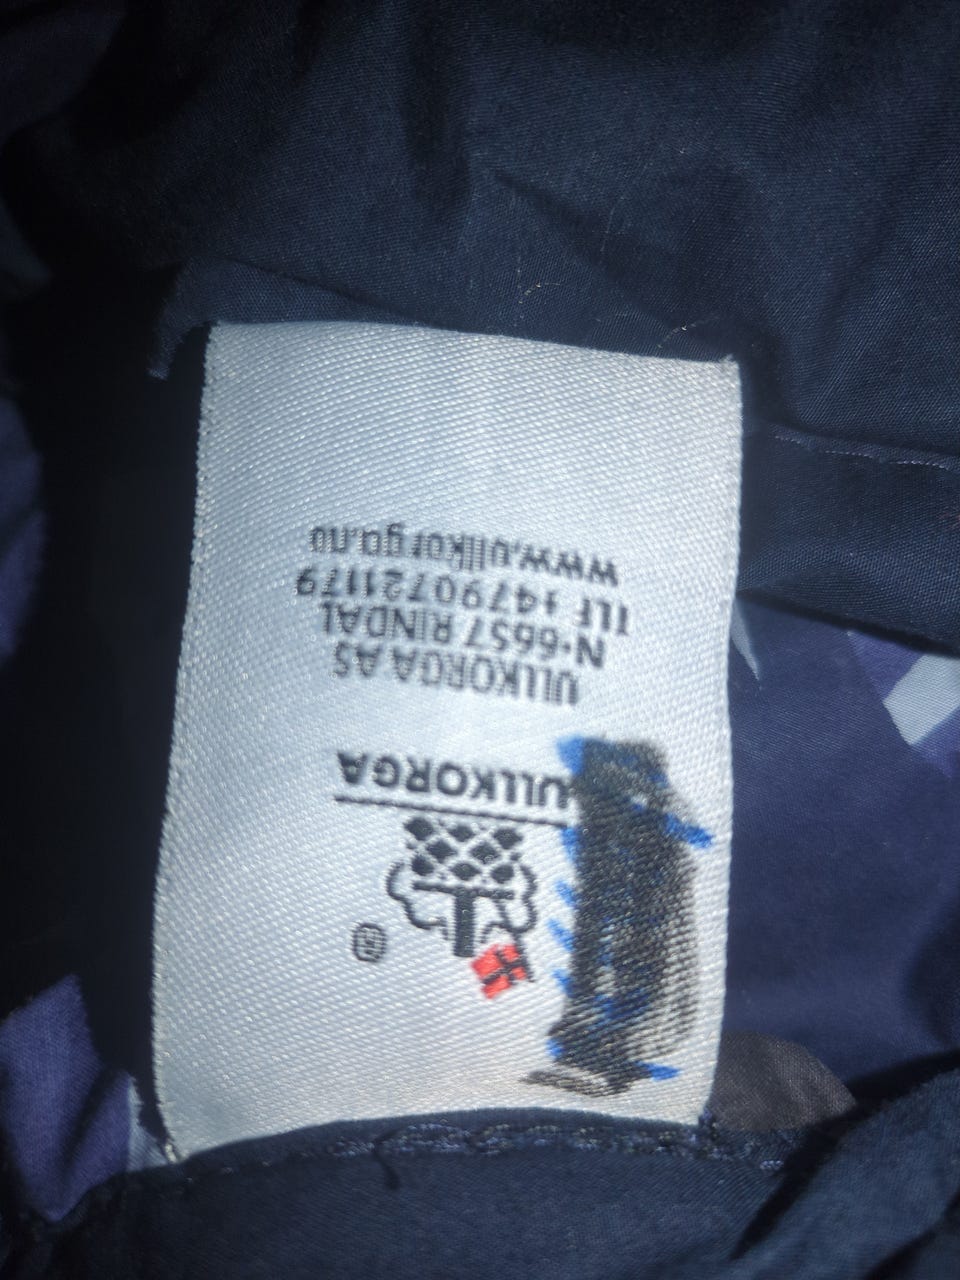 ®
ULLKORGA
ULLKORGA AS
N-6657 RINDAL
TLF +4790721179
www.ullkorga.no